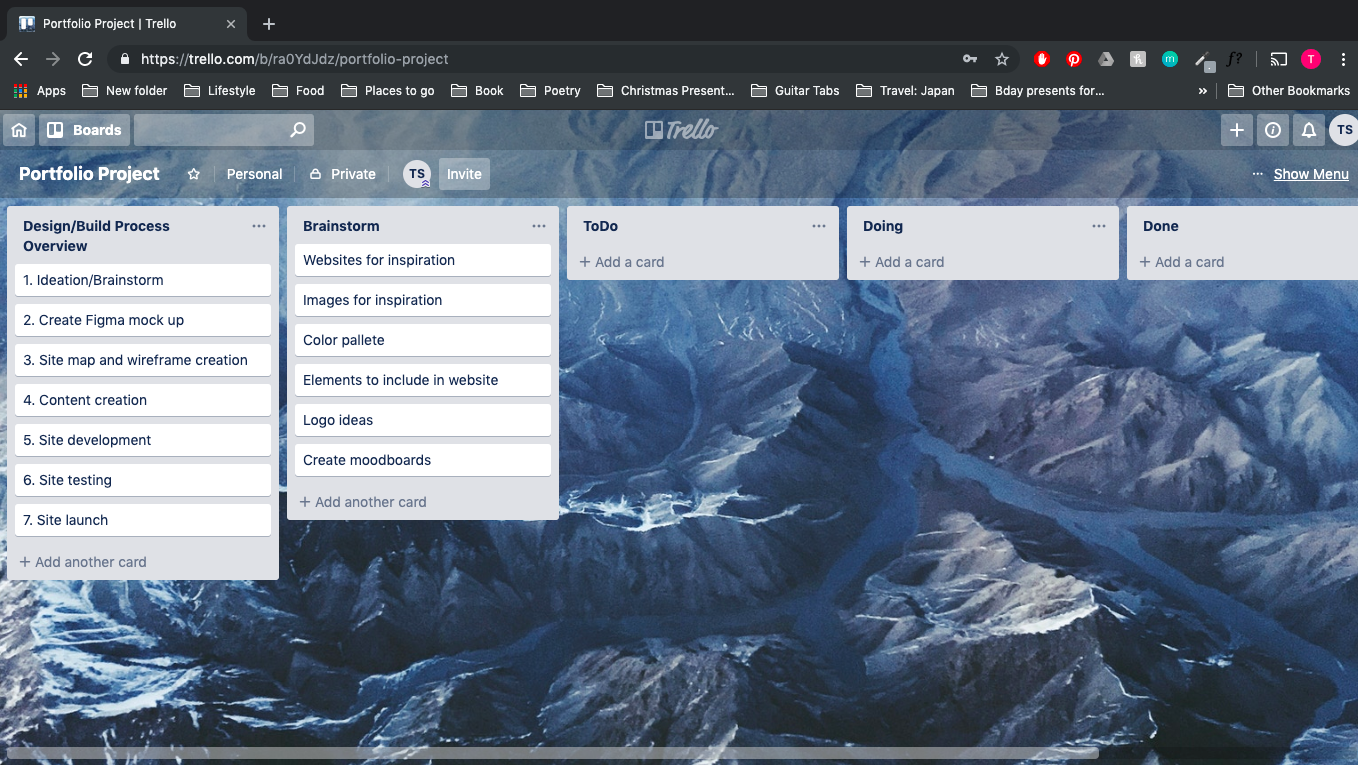 Portfolio Project | Trello
https://trello.com/b/ra0YdJdz/portfolio-project
m
f?
T
Apps
New folder
Lifestyle
Food
Places to go
Book
Poetry
Christmas Present...
Guitar Tabs
Travel: Japan
Bday presents for...
»
Other Bookmarks
Boards
Trello
TS
Portfolio Project
Personal
Private
TS
Invite
... Show Menu
Design/Build Process
Overview
1. Ideation/Brainstorm
2. Create Figma mock up
3. Site map and wireframe creation
4. Content creation
5. Site development
6. Site testing
7. Site launch
+ Add another card
Brainstorm
Websites for inspiration
Images for inspiration
Color pallete
Elements to include in website
Logo ideas
Create moodboards
+ Add another card
ToDo
+ Add a card
Doing
+ Add a card
Done
+ Add a card